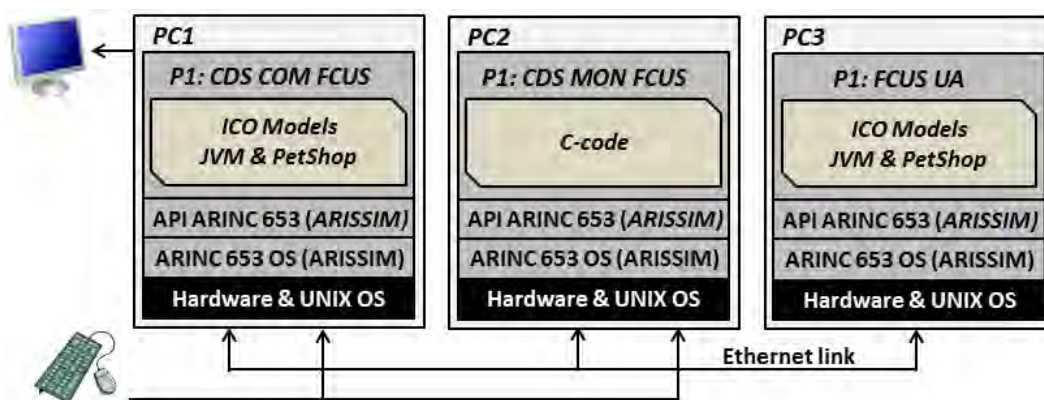 PC1
P1: CDS COM FCUS
ICO Models
JVM & PetShop
API ARINC 653 (ARISSIM)
ARINC 653 OS (ARISSIM)
Hardware & UNIX OS
PC2
P1: CDS MON FCUS
C-code
API ARINC 653 (ARISSIM)
ARINC 653 OS (ARISSIM)
Hardware & UNIX OS
PC3
P1: FCUS UA
ICO Models
JVM & PetShop
API ARINC 653 (ARISSIM)
ARINC 653 OS (ARISSIM)
Hardware & UNIX OS
Ethernet link